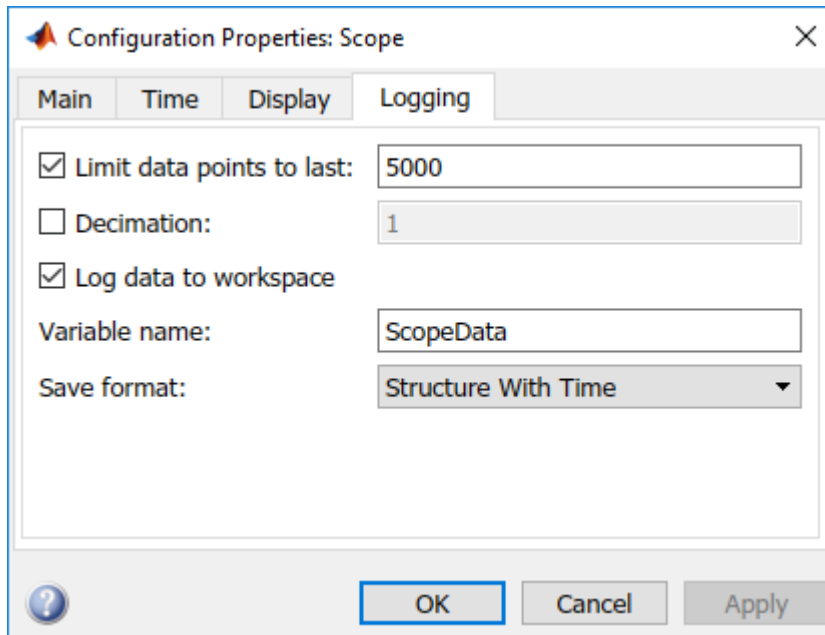 Configuration Properties: Scope
Main Time Display Logging
Limit data points to last: 5000
Decimation: 1
Log data to workspace
Variable name: ScopeData
Save format: Structure With Time
? OK Cancel Apply